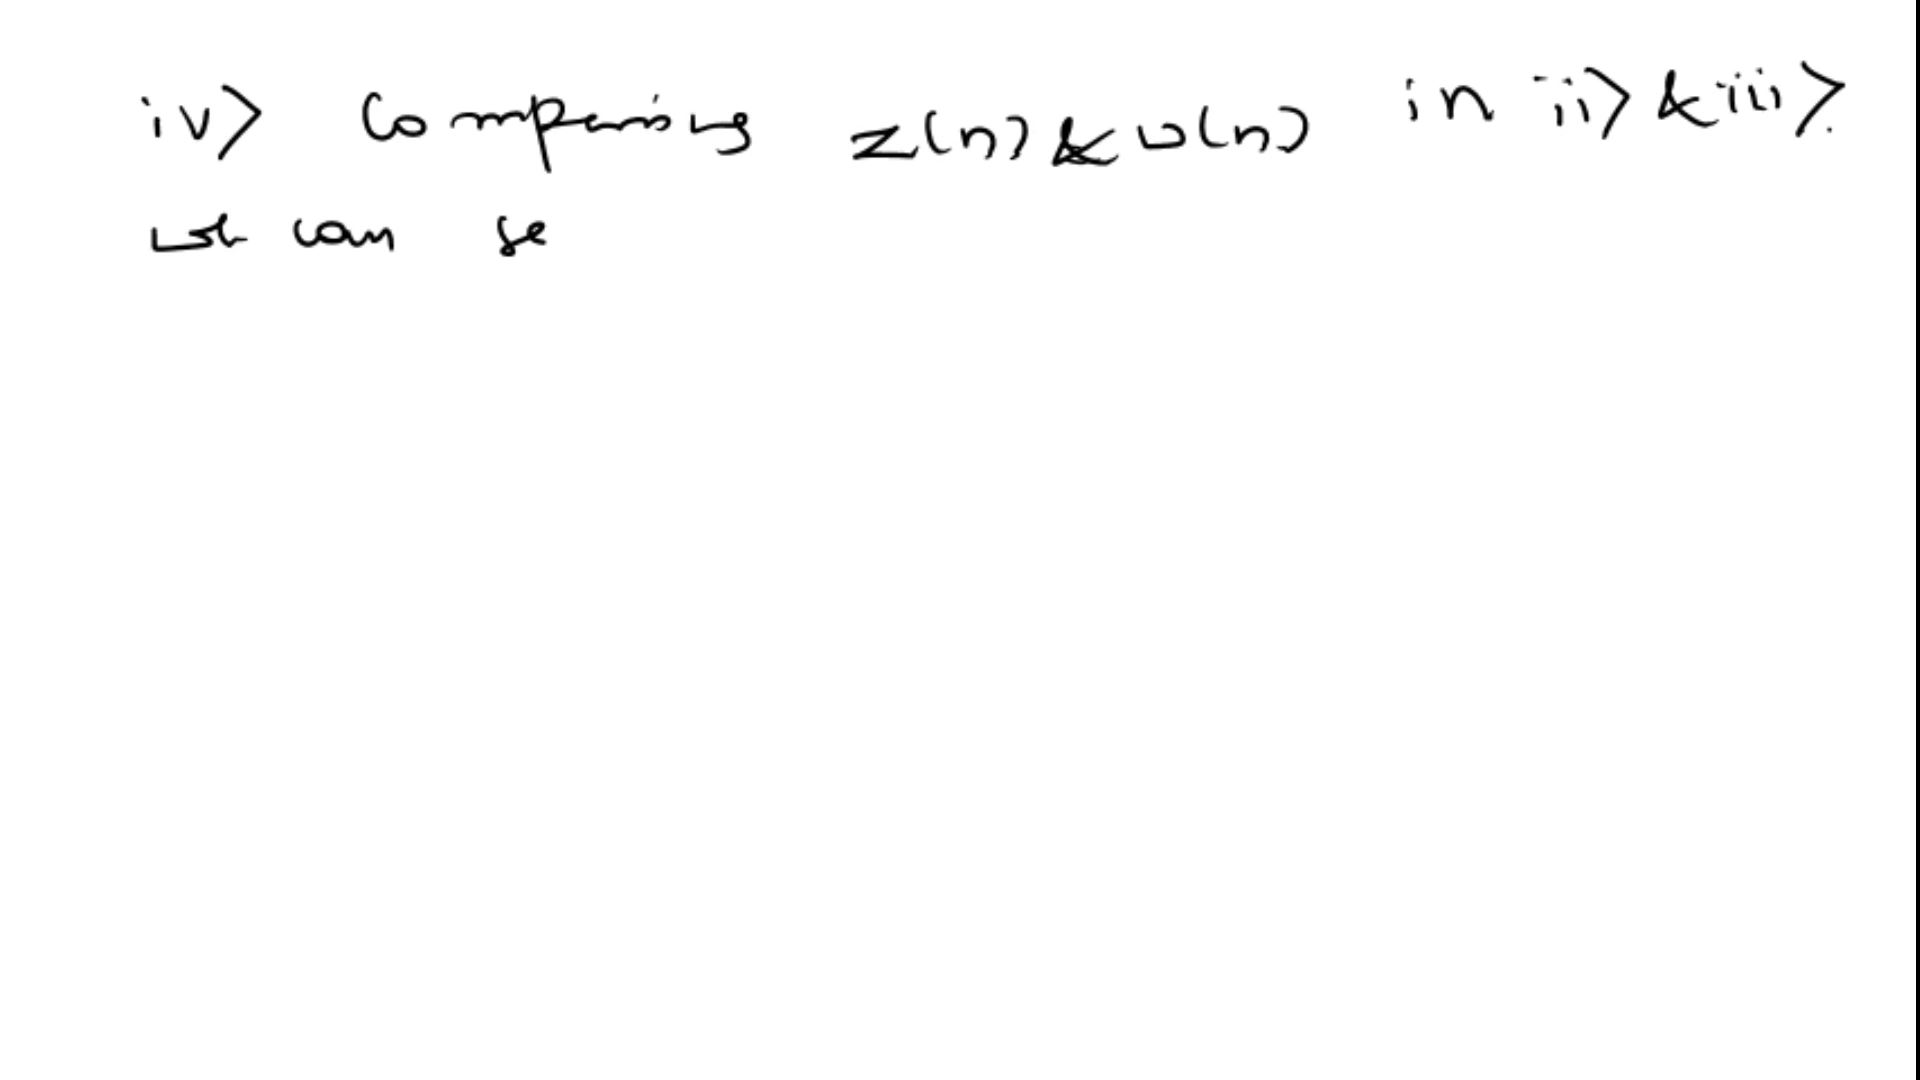 iv> Comparing z(n) & v(n) in ii> & iii>.
we can se